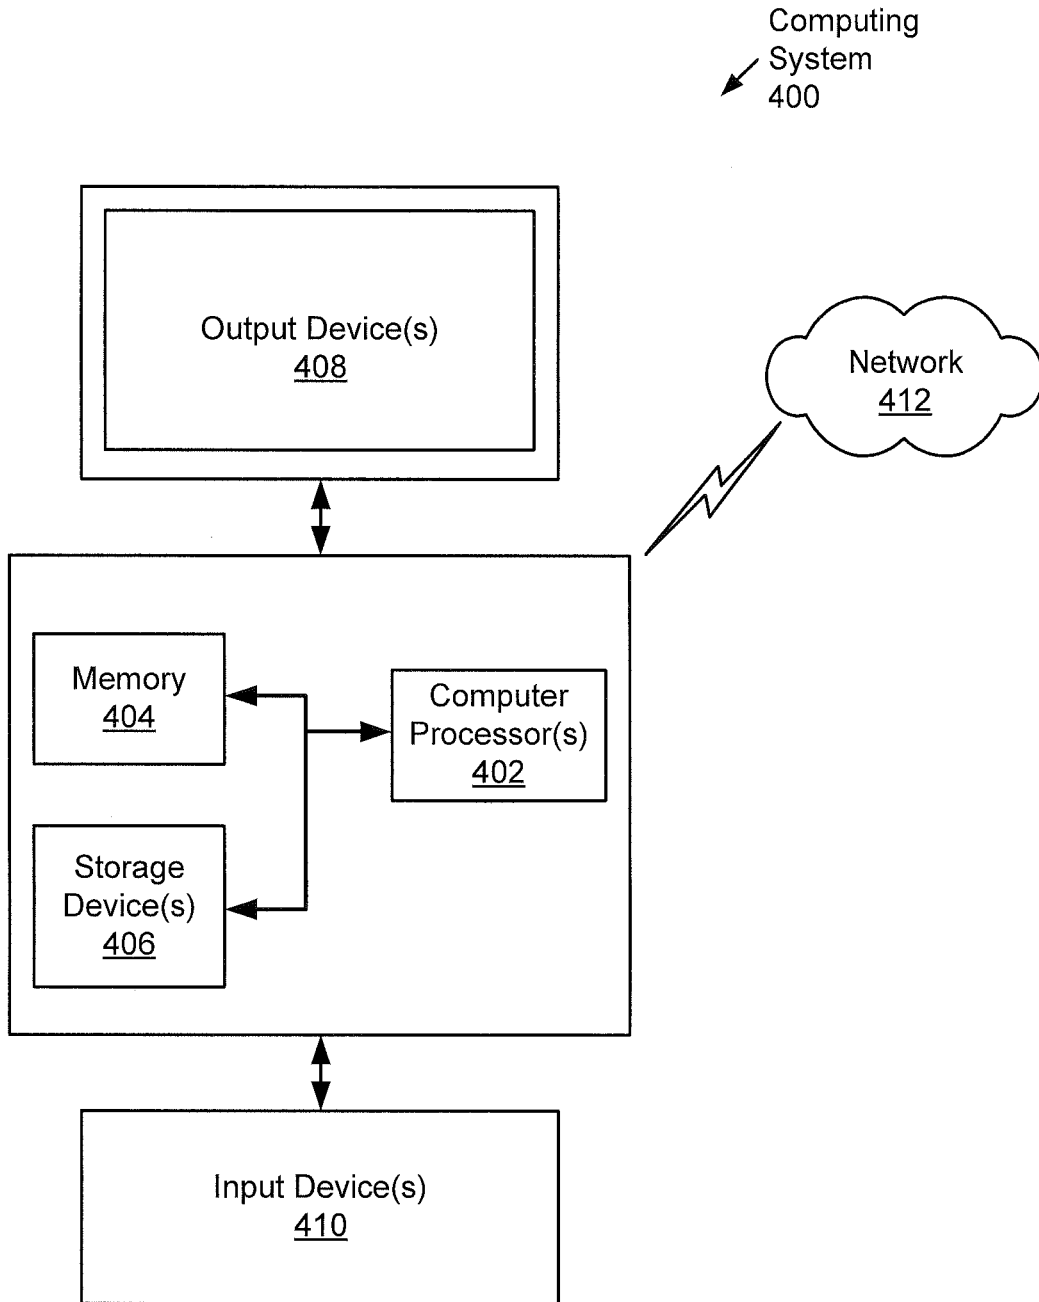 Computing
System
400
Output Device(s)
408
Network
412
Memory
404
Computer
Processor(s)
402
Storage
Device(s)
406
Input Device(s)
410